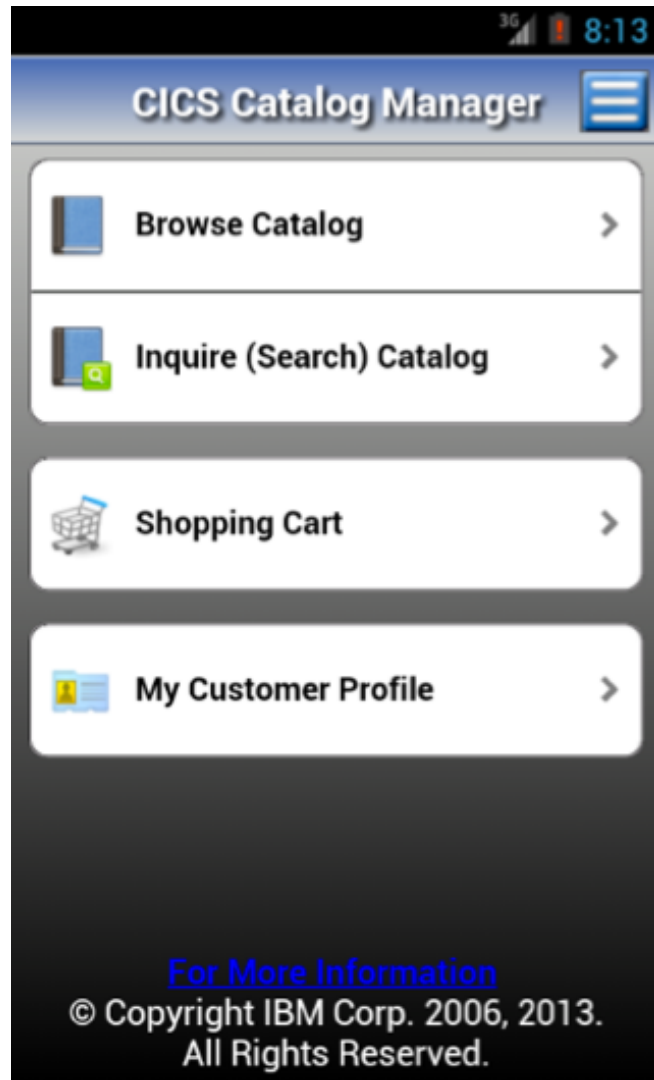 3G 8:13
CICS Catalog Manager
Browse Catalog
Inquire (Search) Catalog
Shopping Cart
My Customer Profile
For More Information
© Copyright IBM Corp. 2006, 2013.
All Rights Reserved.